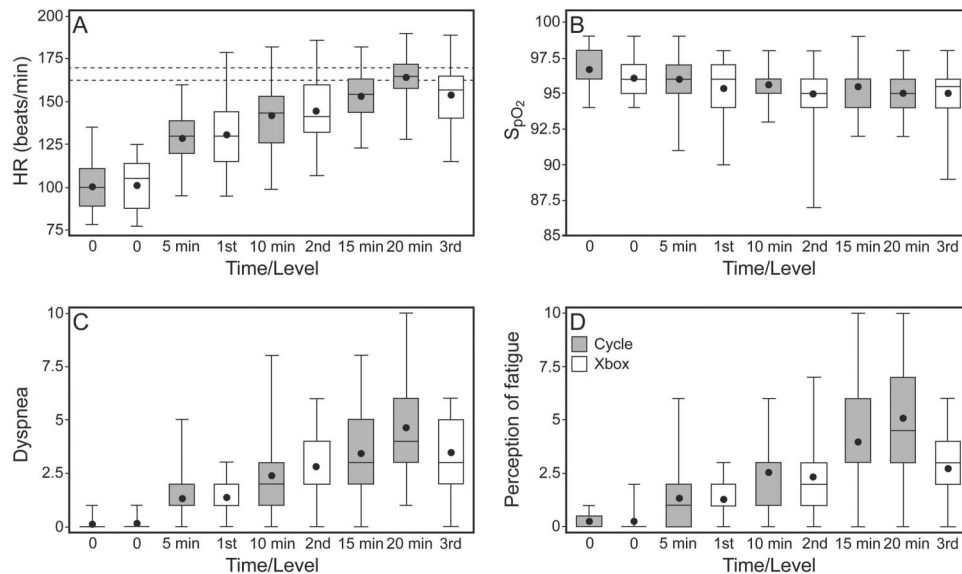 A
HR (beats/min)
200
175
150
125
100
75
0 0 5 min 1st 10 min 2nd 15 min 20 min 3rd
Time/Level
B
SpO2
100
97.5
95
92.5
90
87.5
85
0 0 5 min 1st 10 min 2nd 15 min 20 min 3rd
Time/Level
C
Dyspnea
10
7.5
5
2.5
0
0 0 5 min 1st 10 min 2nd 15 min 20 min 3rd
Time/Level
D
Cycle
Xbox
Perception of fatigue
10
7.5
5
2.5
0
0 0 5 min 1st 10 min 2nd 15 min 20 min 3rd
Time/Level